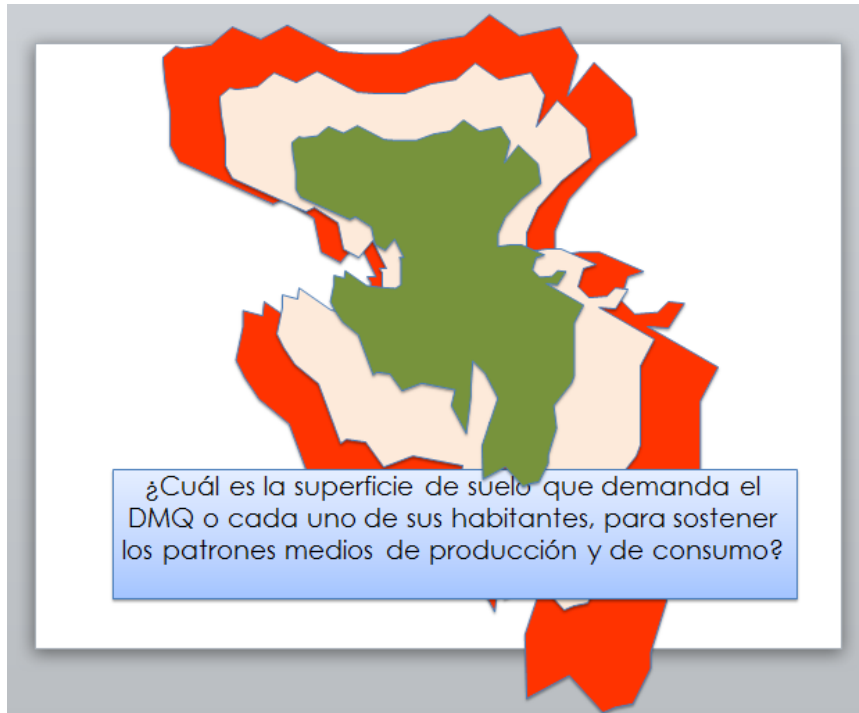 ¿Cuál es la superficie de suelo que demanda el
DMQ o cada uno de sus habitantes, para sostener
los patrones medios de producción y de consumo?